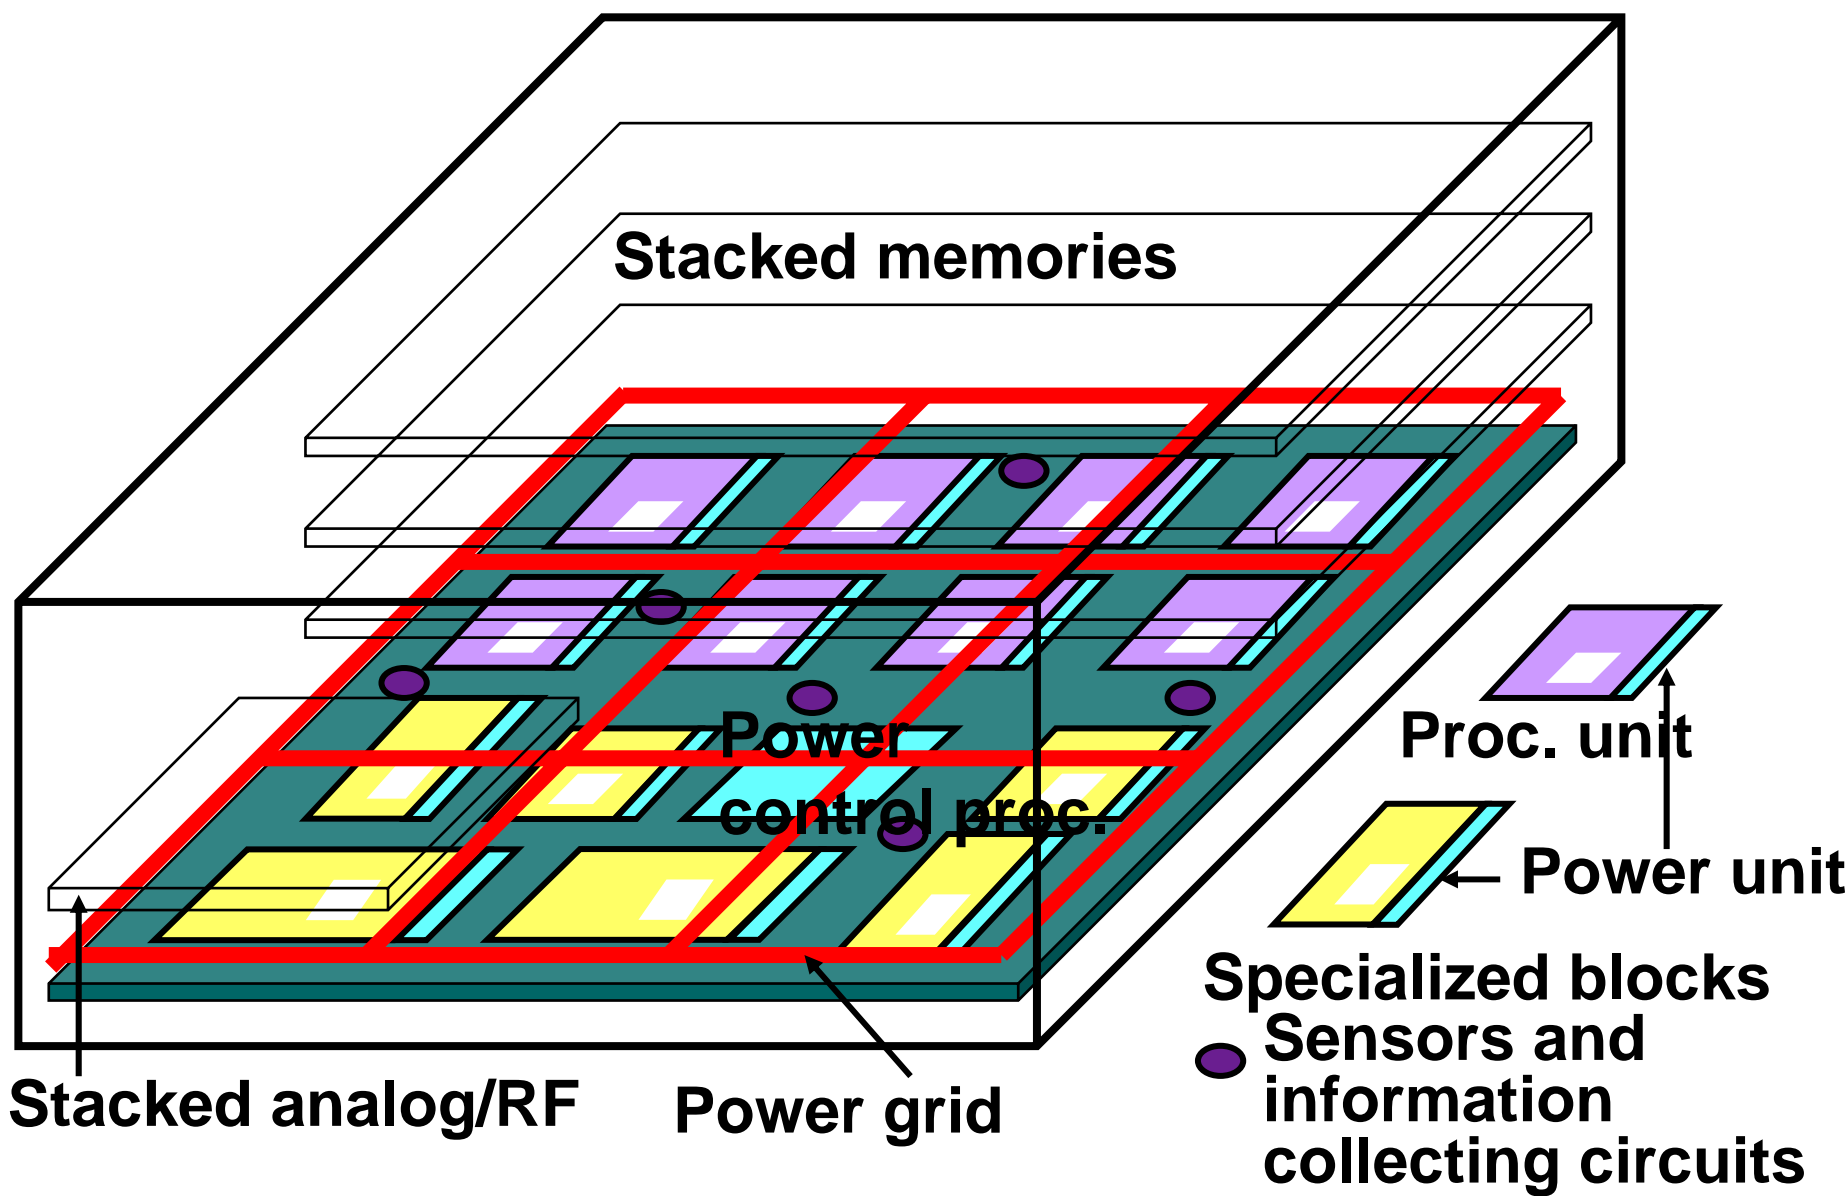 Stacked memories
Power
control proc.
Proc. unit
Power unit
Specialized blocks
Sensors and
information
collecting circuits
Stacked analog/RF
Power grid